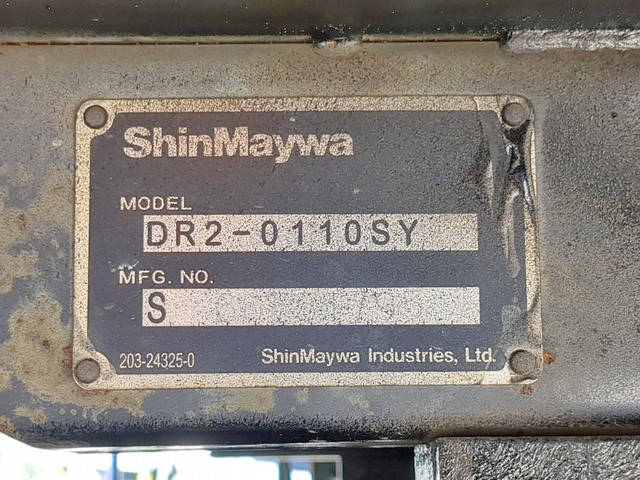 ShinMaywa
MODEL
DR2-0110SY
MFG. NO.
S
203-24325-0 ShinMaywa Industries, Ltd.